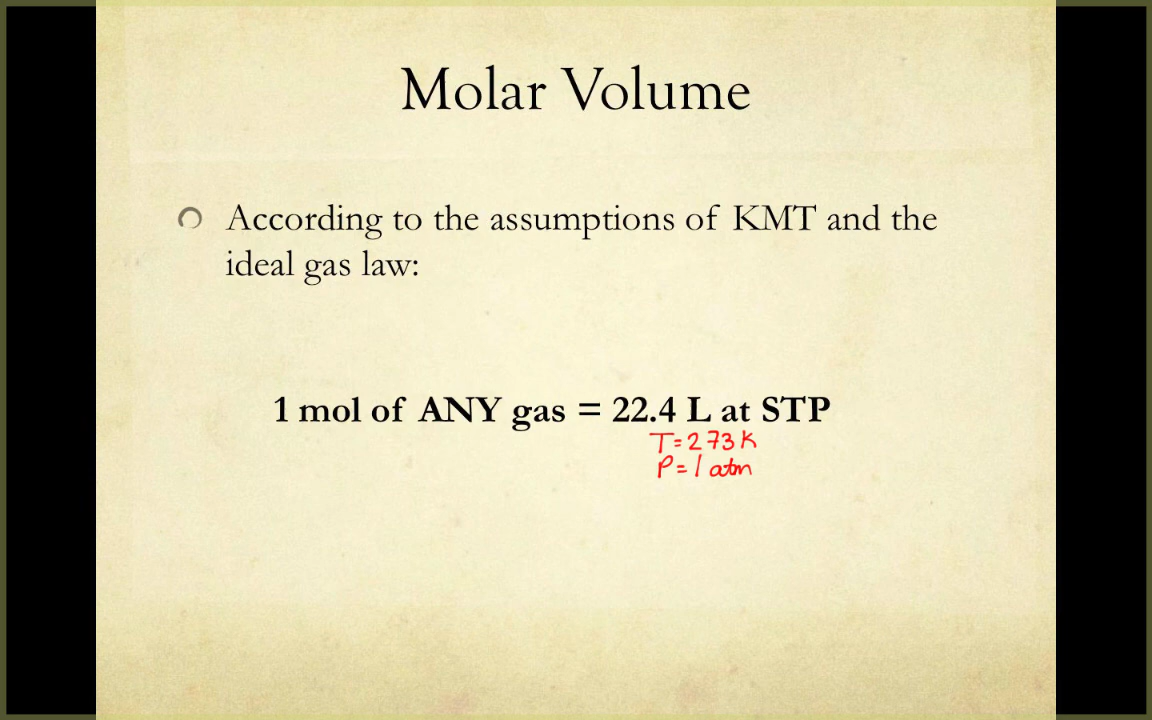 Molar Volume
According to the assumptions of KMT and the
ideal gas law:
1 mol of ANY gas = 22.4 L at STP
T=273K
P=1 atm